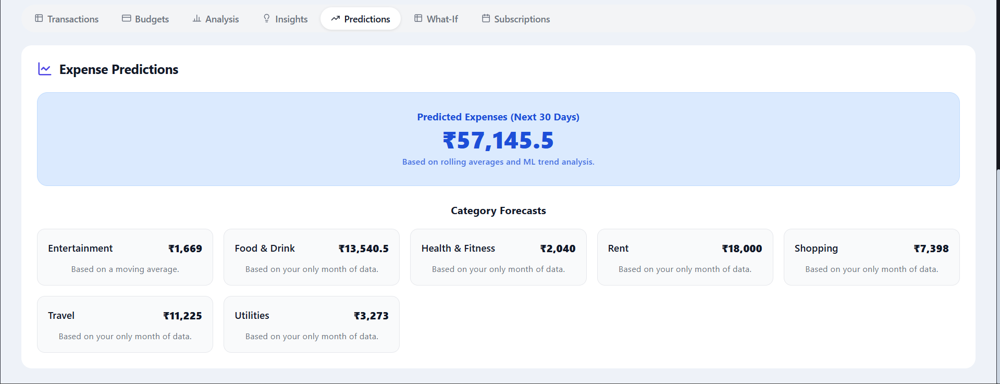 Transactions Budgets Analysis Insights Predictions What-If Subscriptions
Expense Predictions
Predicted Expenses (Next 30 Days)
₹57,145.5
Based on rolling averages and ML trend analysis.
Category Forecasts
Entertainment ₹1,669
Based on a moving average.
Food & Drink ₹13,540.5
Based on your only month of data.
Health & Fitness ₹2,040
Based on your only month of data.
Rent ₹18,000
Based on your only month of data.
Shopping ₹7,398
Based on your only month of data.
Travel ₹11,225
Based on your only month of data.
Utilities ₹3,273
Based on your only month of data.